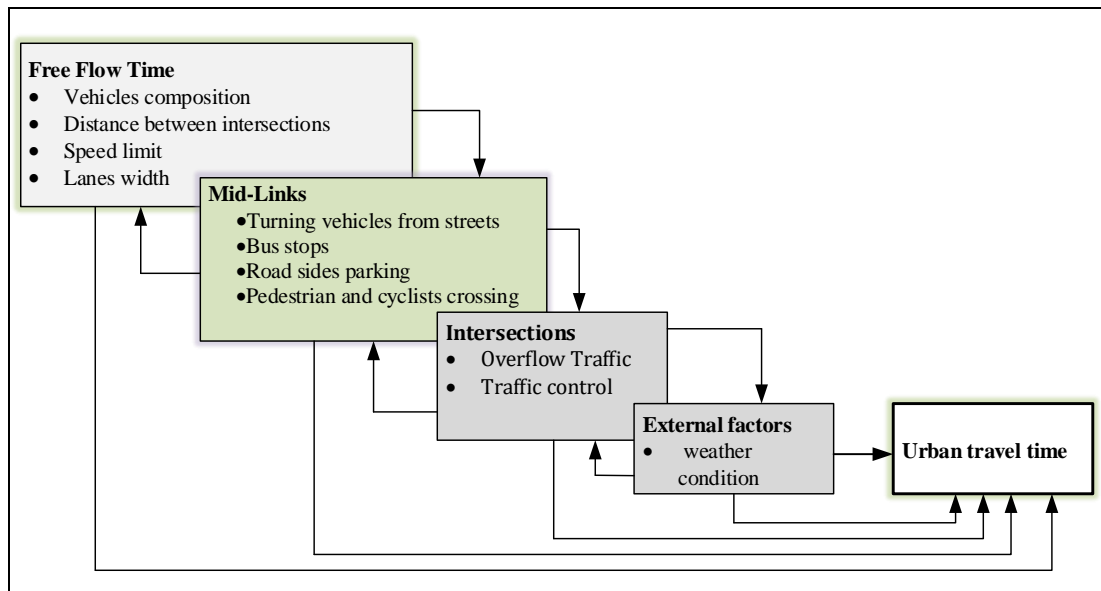 Free Flow Time
• Vehicles composition
• Distance between intersections
• Speed limit
• Lanes width
Mid-Links
•Turning vehicles from streets
•Bus stops
•Road sides parking
•Pedestrian and cyclists crossing
Intersections
• Overflow Traffic
• Traffic control
External factors
• weather
condition
Urban travel time